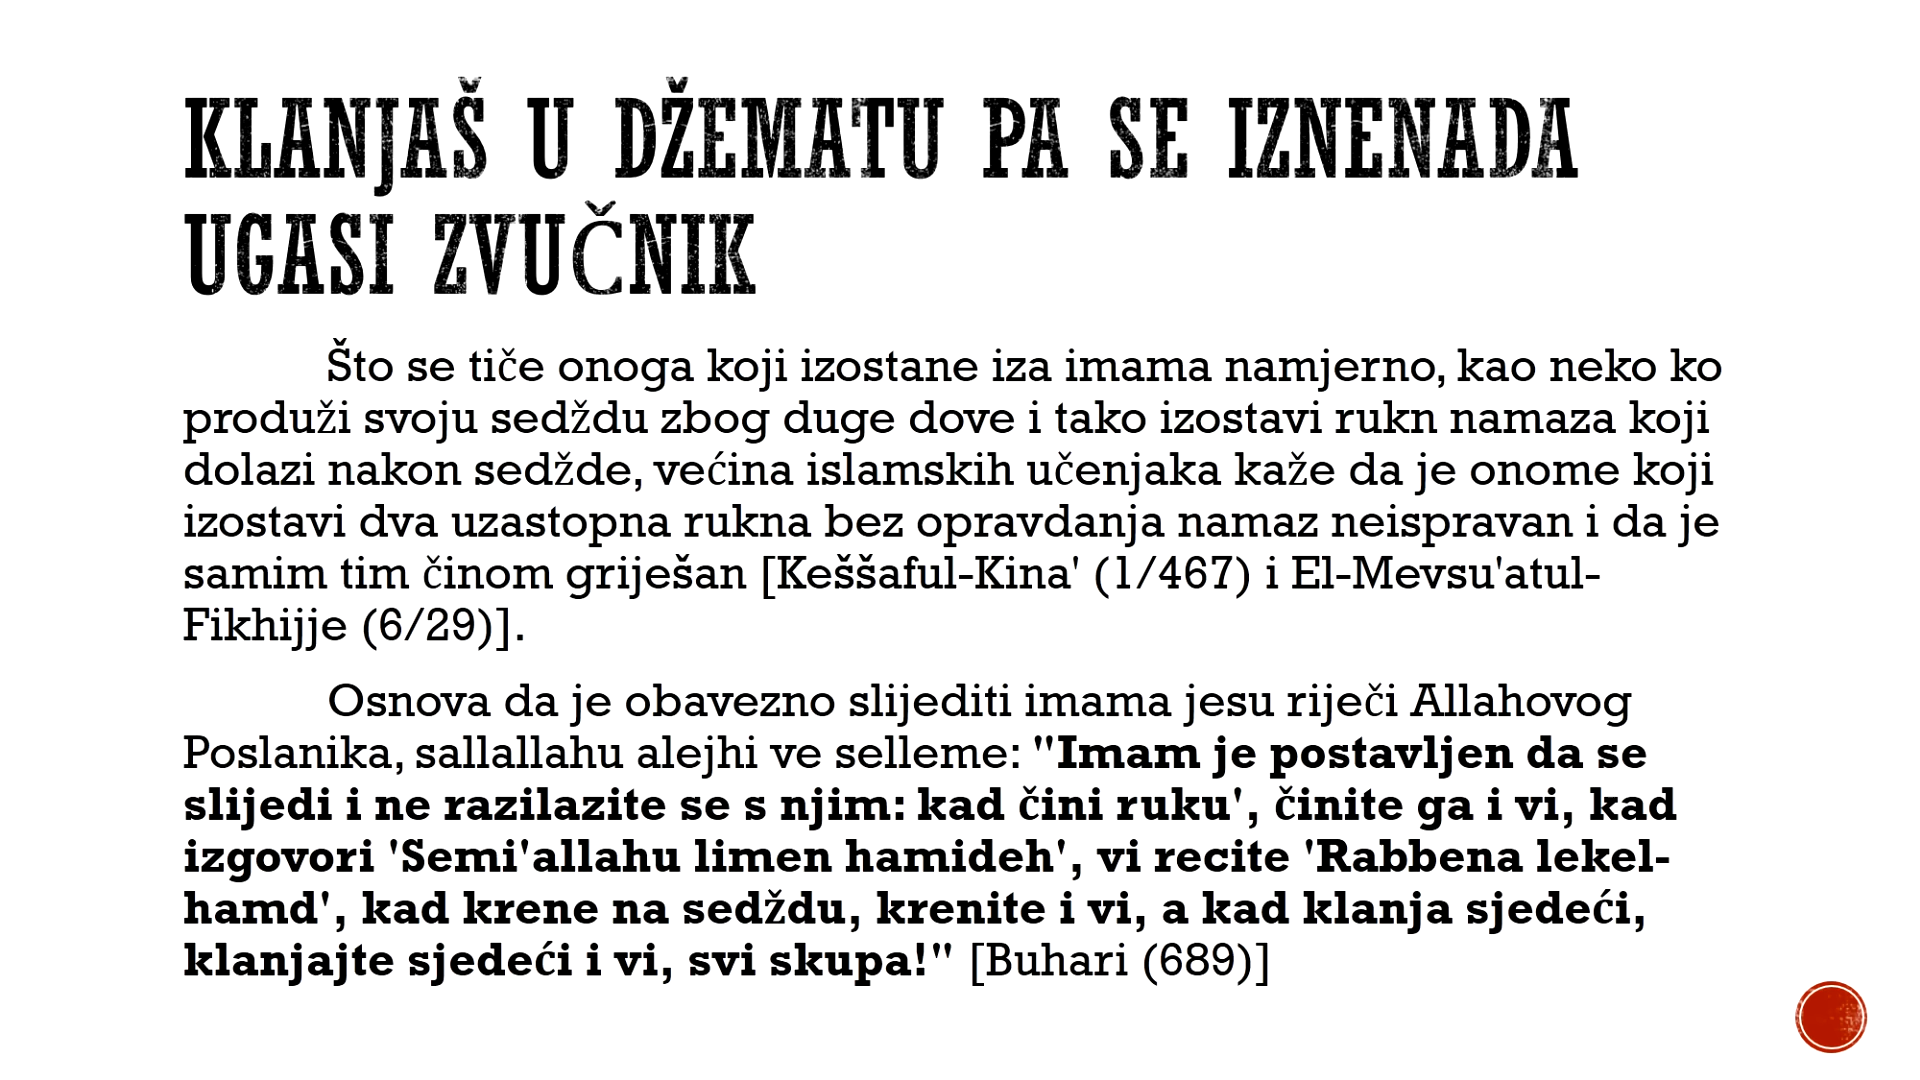 KLANJAŠ U DŽEMATU PA SE IZNENADA
UGASI ZVUČNIK
Što se tiče onoga koji izostane iza imama namjerno, kao neko ko
produži svoju sedždu zbog duge dove i tako izostavi rukn namaza koji
dolazi nakon sedžde, većina islamskih učenjaka kaže da je onome koji
izostavi dva uzastopna rukna bez opravdanja namaz neispravan i da je
samim tim činom griješan [Keššaful-Kina' (1/467) i El-Mevsu'atul-
Fikhijje (6/29)].
Osnova da je obavezno slijediti imama jesu riječi Allahovog
Poslanika, sallallahu alejhi ve selleme: "Imam je postavljen da se
slijedi i ne razilazite se s njim: kad čini ruku', činite ga i vi, kad
izgovori 'Semi'allahu limen hamideh', vi recite 'Rabbena lekel-
hamd', kad krene na sedždu, krenite i vi, a kad klanja sjedeći,
klanjajte sjedeći i vi, svi skupa!" [Buhari (689)]